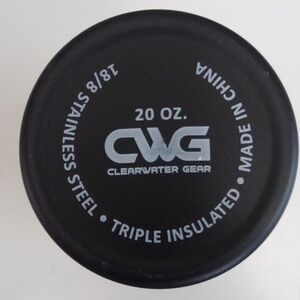 20 OZ.
CWG
CLEARWATER GEAR
18/8 STAINLESS STEEL • TRIPLE INSULATED • MADE IN CHINA